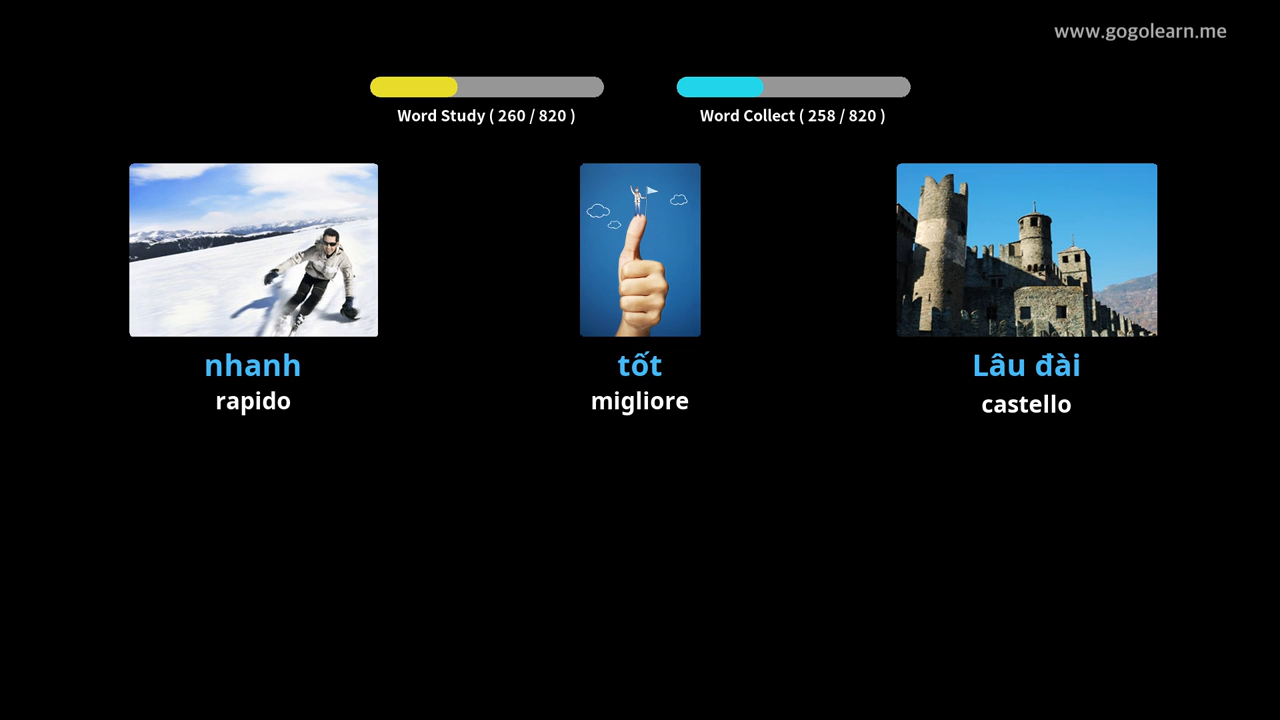 www.gogolearn.me
Word Study ( 260 / 820 )
Word Collect ( 258 / 820 )
nhanh
rapido
tốt
migliore
Lâu đài
castello